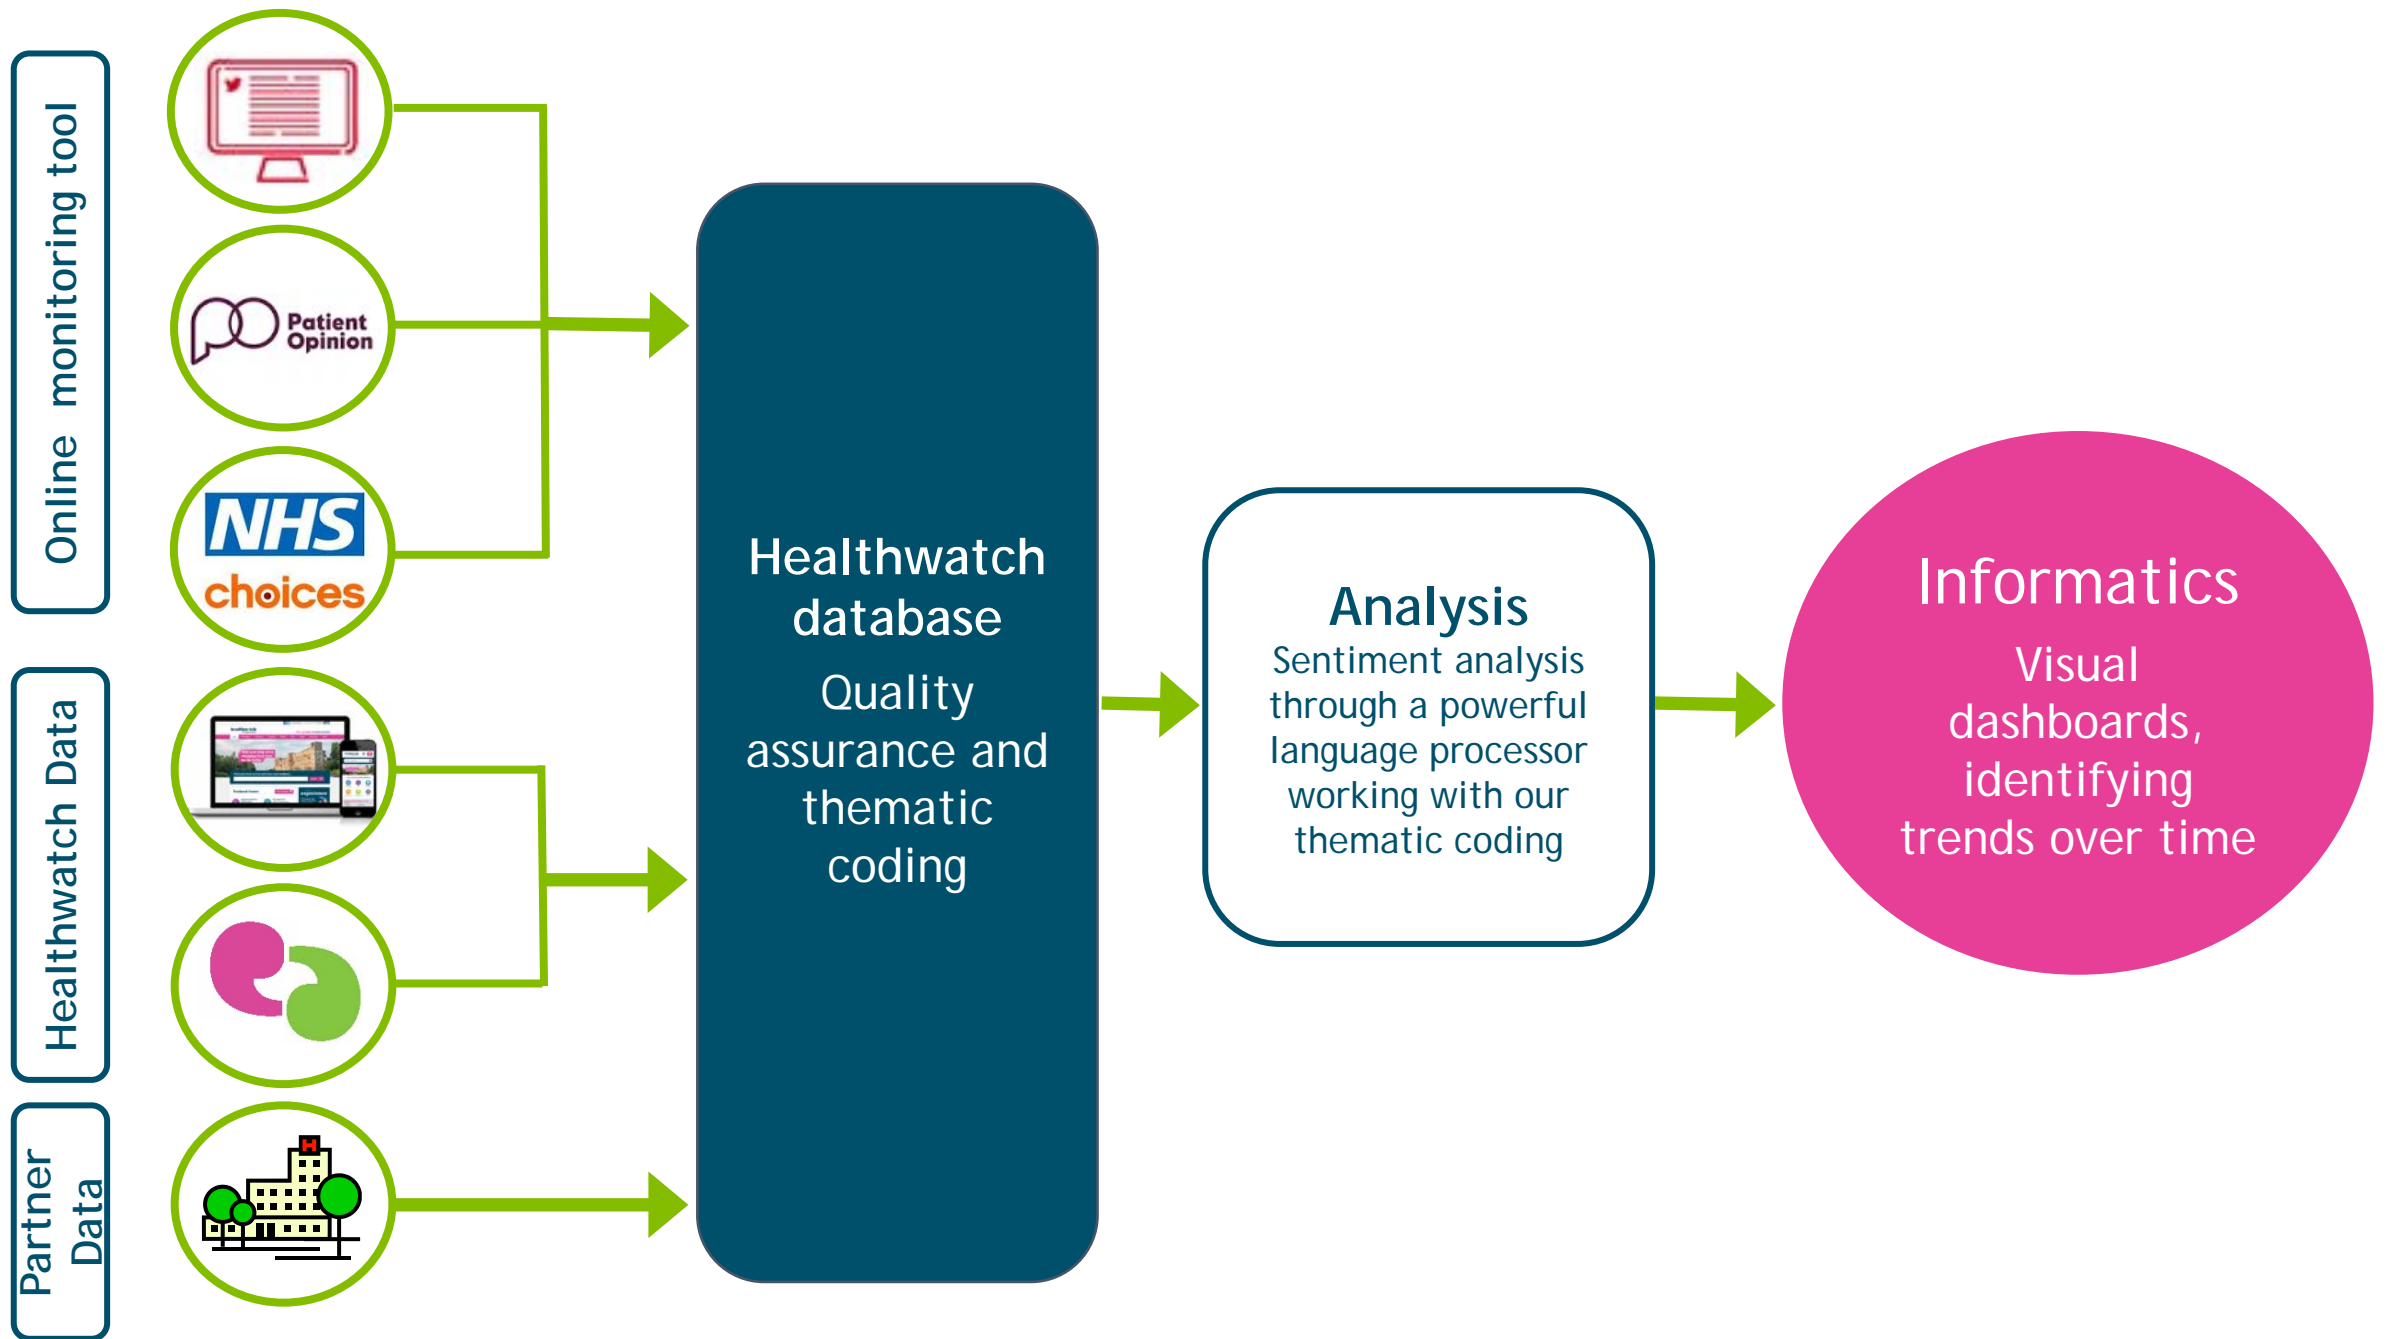 Online monitoring tool
Patient
Opinion
NHS
choices
Healthwatch Data
Partner
Data
H
Healthwatch
database
Quality
assurance and
thematic
coding
Analysis
Sentiment analysis
through a powerful
language processor
working with our
thematic coding
Informatics
Visual
dashboards,
identifying
trends over time